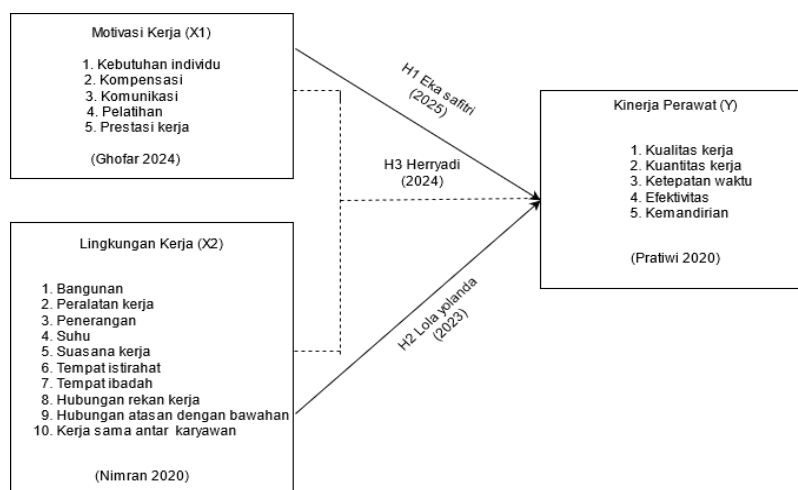 Motivasi Kerja (X1)
1. Kebutuhan individu
2. Kompensasi
3. Komunikasi
4. Pelatihan
5. Prestasi kerja
(Ghofar 2024)
H1 Eka safitri
(2025)
H3 Herryadi
(2024)
Kinerja Perawat (Y)
1. Kualitas kerja
2. Kuantitas kerja
3. Ketepatan waktu
4. Efektivitas
5. Kemandirian
(Pratiwi 2020)
Lingkungan Kerja (X2)
1. Bangunan
2. Peralatan kerja
3. Penerangan
4. Suhu
5. Suasana kerja
6. Tempat istirahat
7. Tempat ibadah
8. Hubungan rekan kerja
9. Hubungan atasan dengan bawahan
10. Kerja sama antar karyawan
(Nimran 2020)
H2 Lola yolanda
(2023)